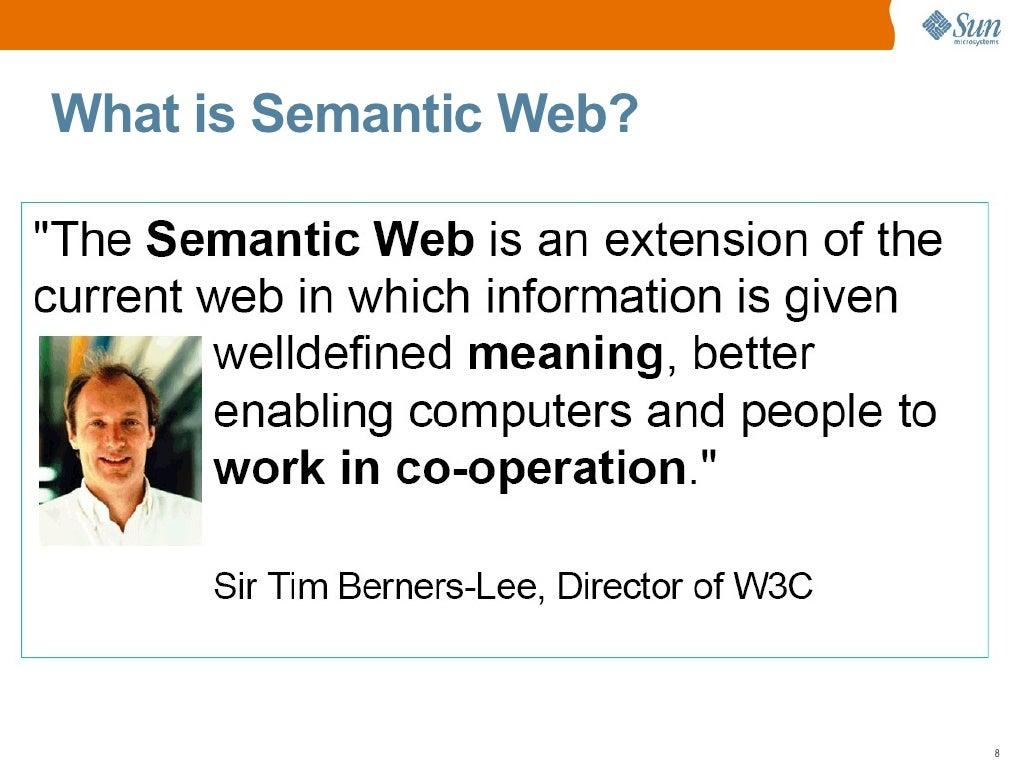 Sun
microsystems
What is Semantic Web?
"The Semantic Web is an extension of the
current web in which information is given
welldefined meaning, better
enabling computers and people to
work in co-operation."
Sir Tim Berners-Lee, Director of W3C
8